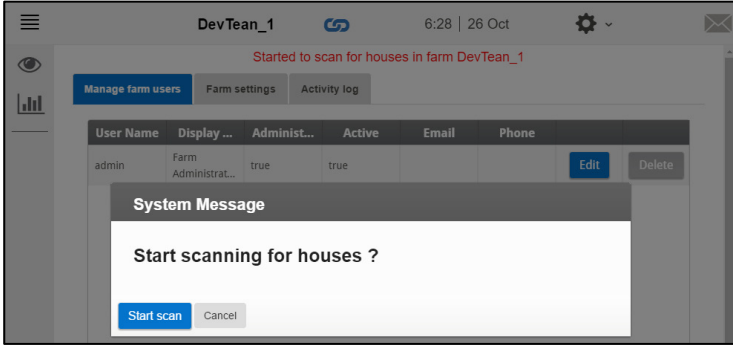 DevTean_1 6:28 | 26 Oct
Started to scan for houses in farm DevTean_1
Manage farm users Farm settings Activity log
User Name Display ... Administ... Active Email Phone
admin Farm Administrat... true true Edit Delete
System Message
Start scanning for houses ?
Start scan Cancel